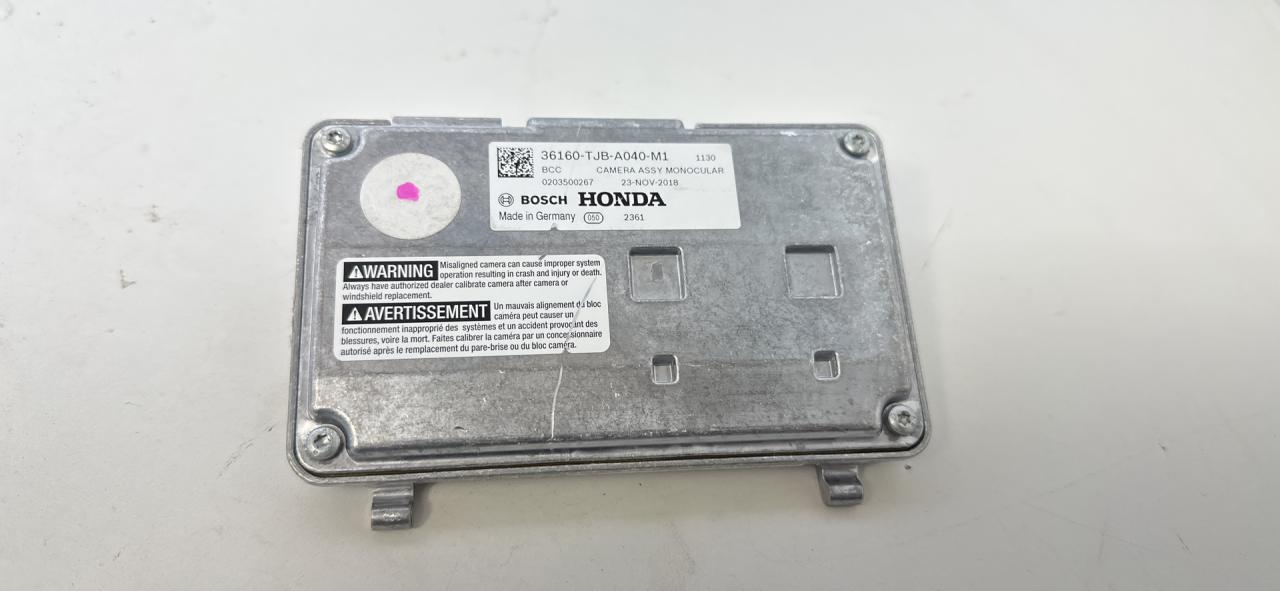 36160-TJB-A040-M1 1130
BCC CAMERA ASSY MONOCULAR
0203500267 23-NOV-2018
BOSCH HONDA
Made in Germany 050 2361
WARNING Misaligned camera can cause improper system
operation resulting in crash and injury or death.
Always have authorized dealer calibrate camera after camera or
windshield replacement.
AVERTISSEMENT Un mauvais alignement du bloc
caméra peut causer un
fonctionnement inapproprié des systèmes et un accident provocant des
blessures, voire la mort. Faites calibrer la caméra par un concessionnaire
autorisé après le remplacement du pare-brise ou du bloc caméra.